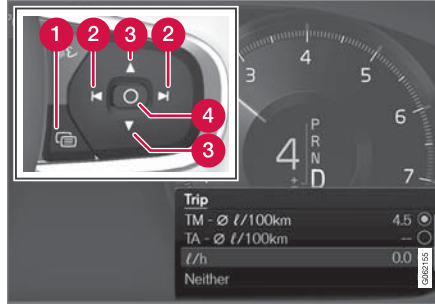 1
2
3
2
4
3
3
4
5
6
7
4
P
R
N
D
+
-
Trip
TM - Ø ℓ/100km 4.5
TA - Ø ℓ/100km --
ℓ/h 0.0
Neither
G062155